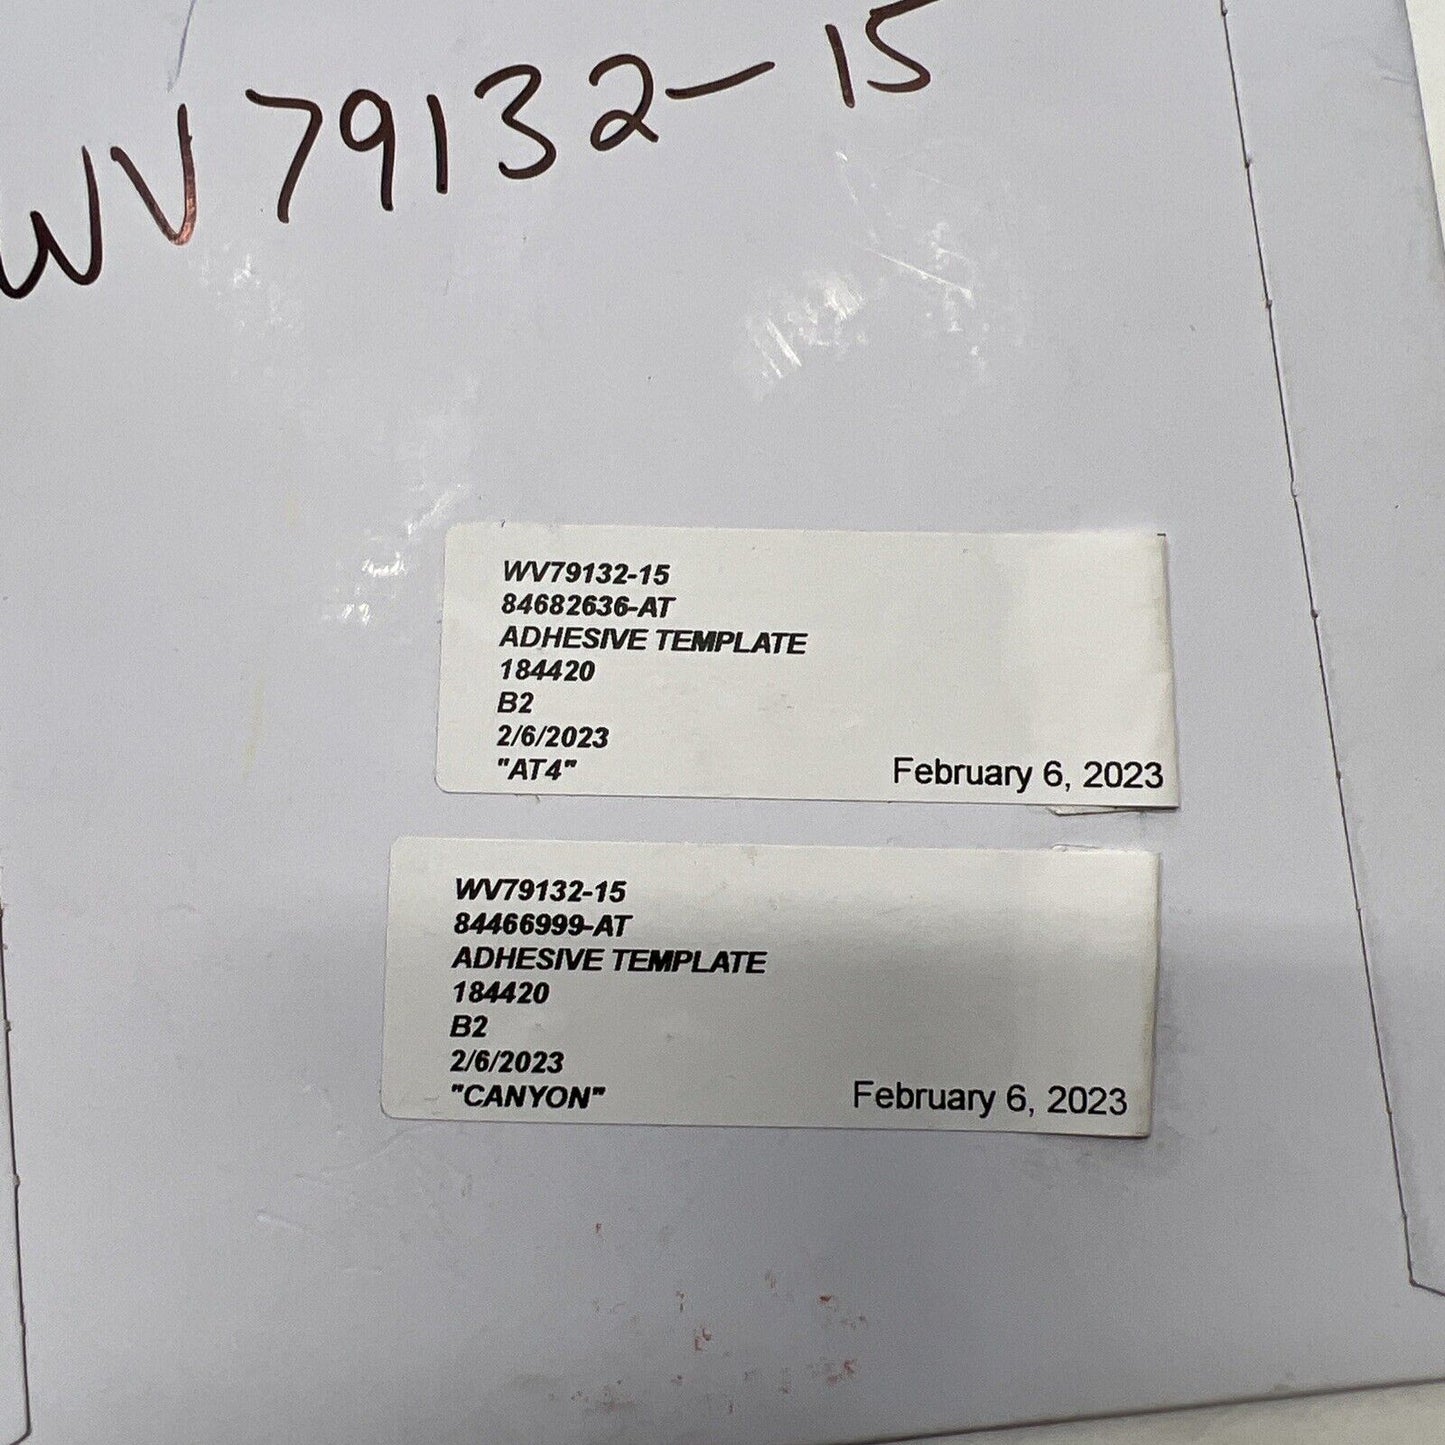 WV79132-15
WV79132-15
84682636-AT
ADHESIVE TEMPLATE
184420
B2
2/6/2023
"AT4"
February 6, 2023
WV79132-15
84466999-AT
ADHESIVE TEMPLATE
184420
B2
2/6/2023
"CANYON"
February 6, 2023